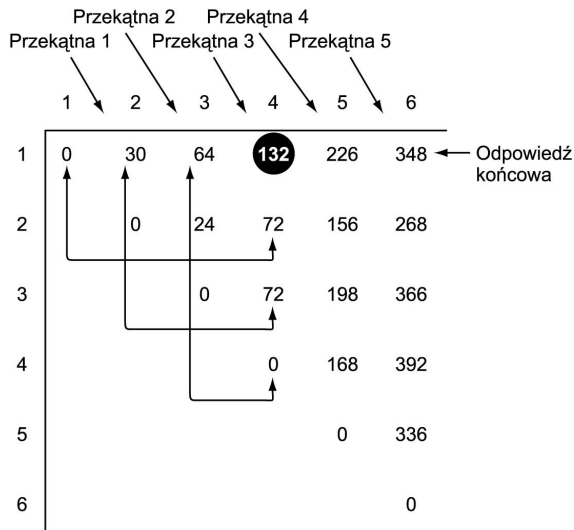 Przekątna 2 Przekątna 4
Przekątna 1 Przekątna 3 Przekątna 5
1 2 3 4 5 6
1 0 30 64 132 226 348 Odpowiedź
końcowa
2 0 24 72 156 268
3 0 72 198 366
4 0 168 392
5 0 336
6 0